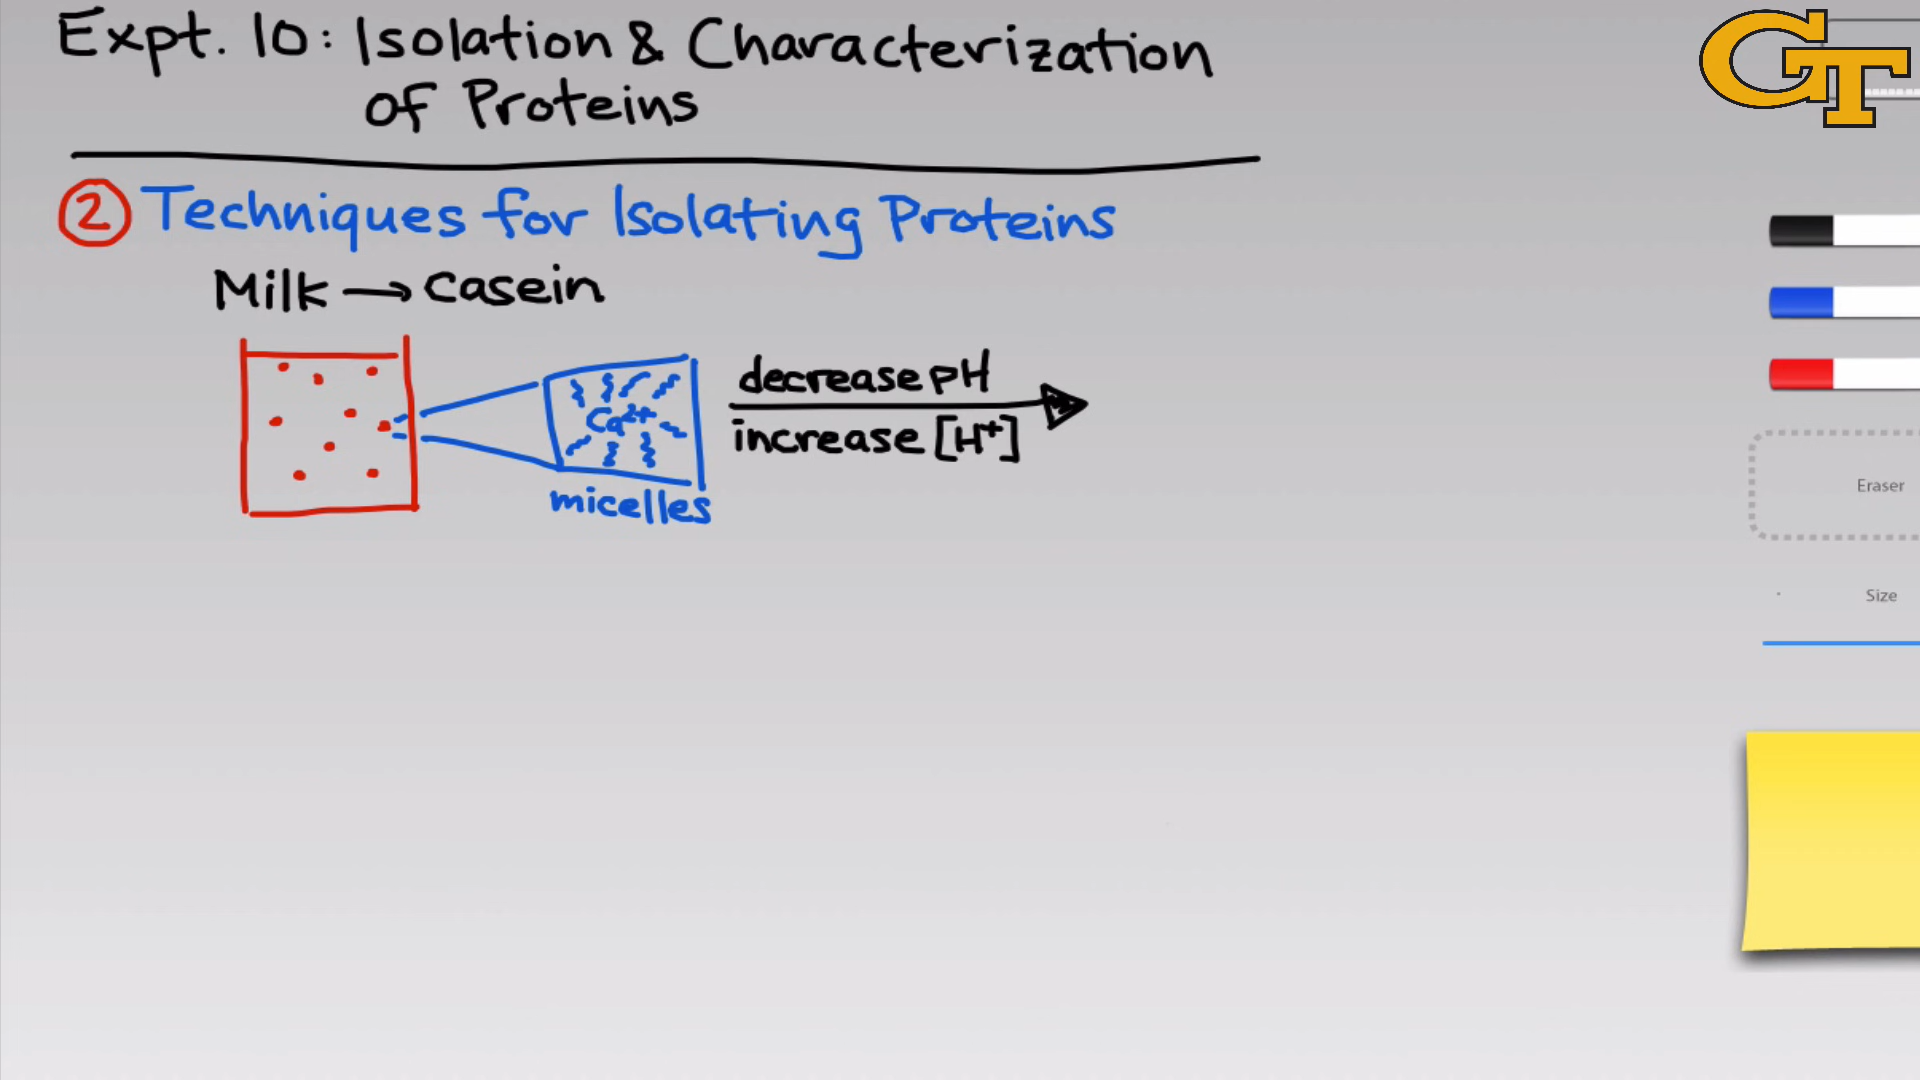 Expt. 10: Isolation & Characterization
of Proteins
② Techniques for Isolating Proteins
Milk → Casein
Ca²⁺
micelles
decrease pH
increase [H⁺]
GT
Eraser
Size